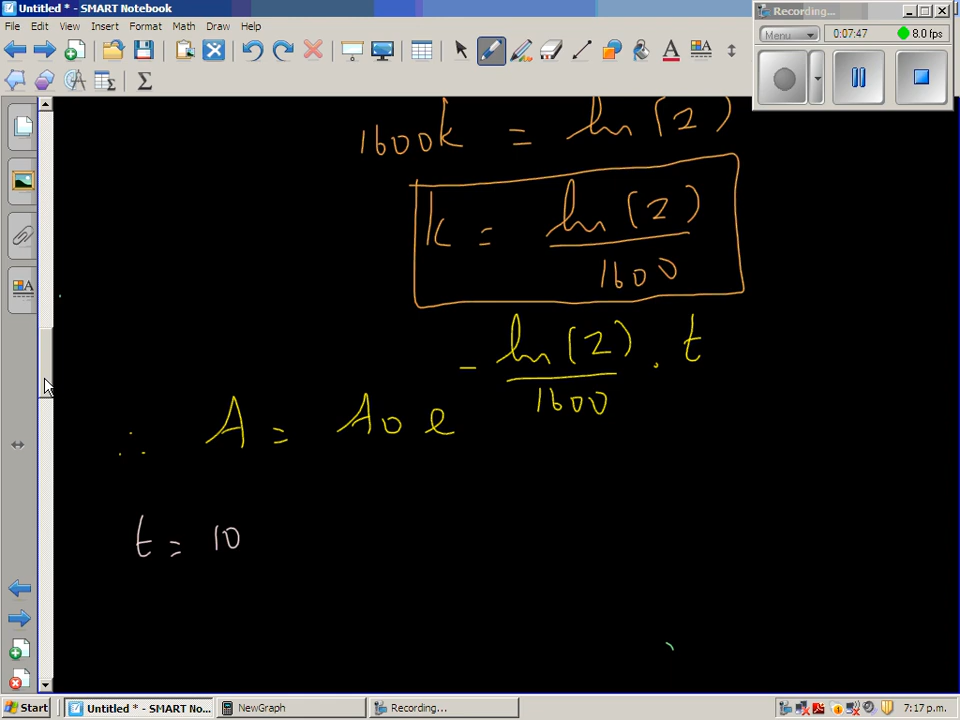 Untitled * - SMART Notebook
Recording...
File Edit View Insert Format Math Draw Help
Menu 0:07:47 8.0 fps
1600k = ln(2)
k = ln(2)/1600
∴ A = A0 e^(- ln(2)/1600 . t)
t = 10
Start Untitled * - SMART No... NewGraph Recording... 7:17 p.m.